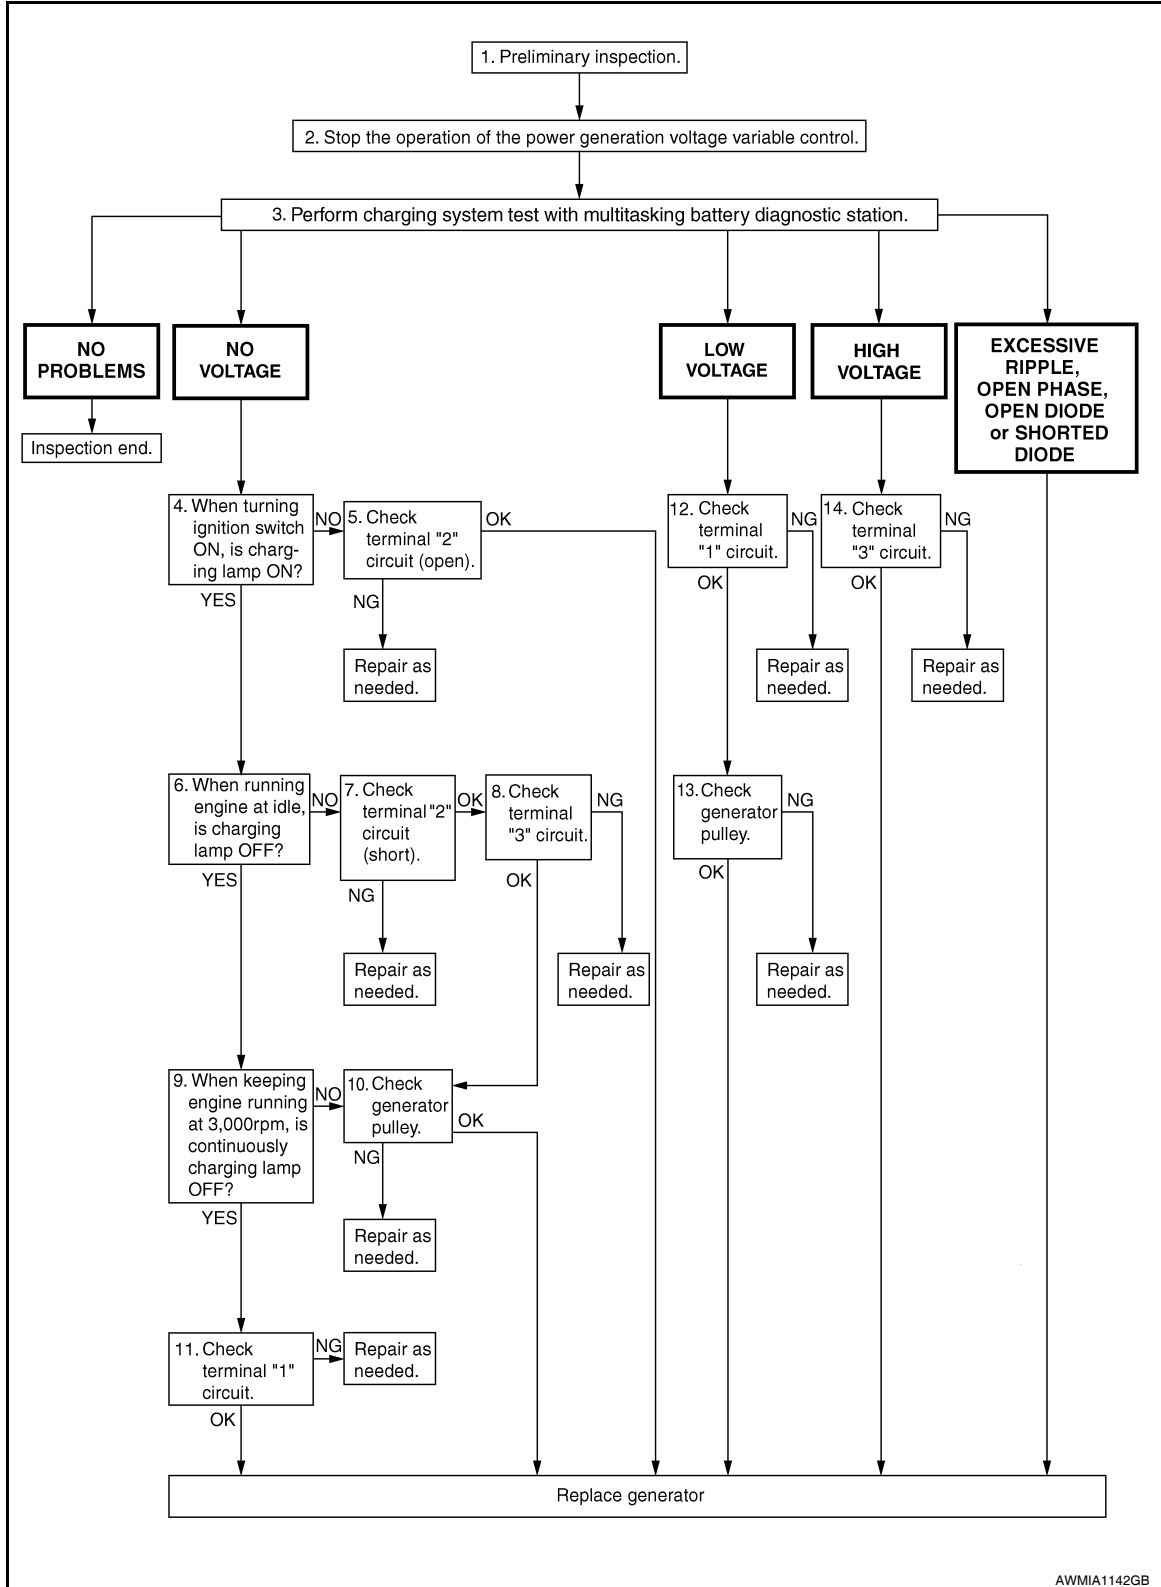 1. Preliminary inspection.
2. Stop the operation of the power generation voltage variable control.
3. Perform charging system test with multitasking battery diagnostic station.
NO
PROBLEMS
NO
VOLTAGE
LOW
VOLTAGE
HIGH
VOLTAGE
EXCESSIVE
RIPPLE,
OPEN PHASE,
OPEN DIODE
or SHORTED
DIODE
Inspection end.
4. When turning
ignition switch
ON, is charg-
ing lamp ON?
NO
YES
5. Check
terminal "2"
circuit (open).
OK
NG
Repair as
needed.
12. Check
terminal
"1" circuit.
NG
OK
Repair as
needed.
14. Check
terminal
"3" circuit.
NG
OK
Repair as
needed.
6. When running
engine at idle,
is charging
lamp OFF?
NO
YES
7. Check
terminal "2"
circuit
(short).
OK
NG
Repair as
needed.
8. Check
terminal
"3" circuit.
NG
OK
Repair as
needed.
13. Check
generator
pulley.
NG
OK
Repair as
needed.
9. When keeping
engine running
at 3,000rpm, is
continuously
charging lamp
OFF?
NO
YES
10. Check
generator
pulley.
OK
NG
Repair as
needed.
11. Check
terminal "1"
circuit.
NG
OK
Repair as
needed.
Replace generator
AWMIA1142GB